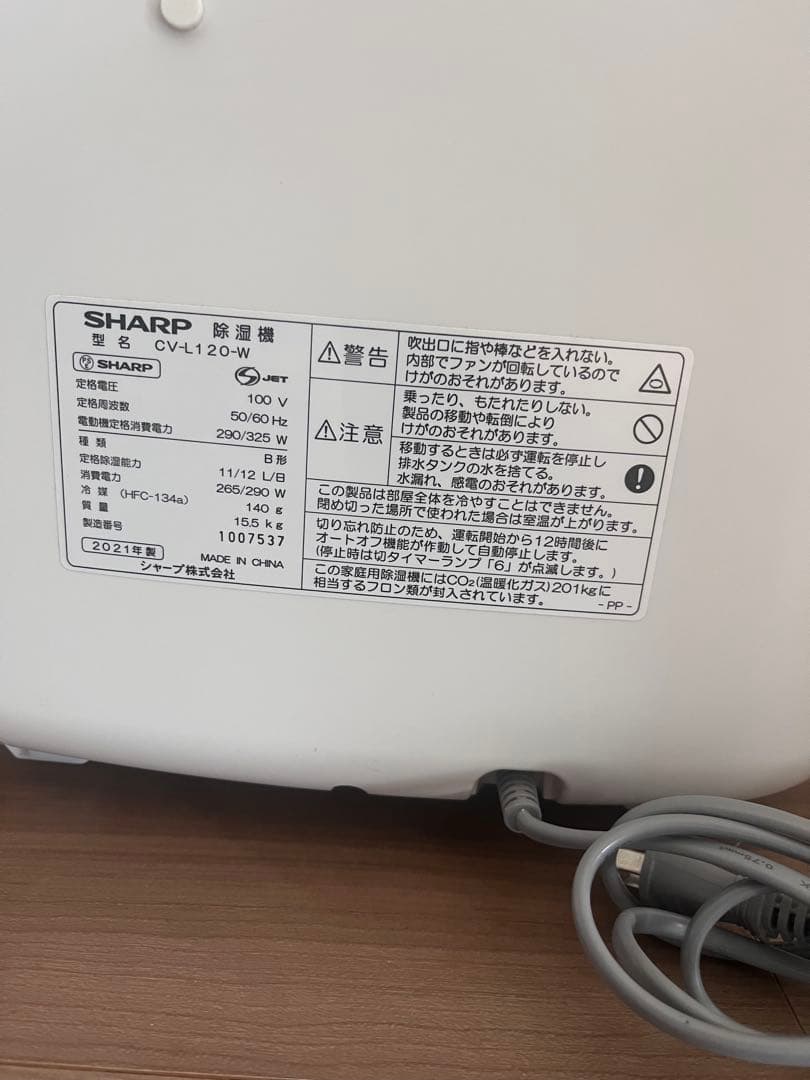 SHARP 除湿機
型名 CV-L120-W
PSE SHARP
S JET
定格電圧 100 V
定格周波数 50/60 Hz
電動機定格消費電力 290/325 W
種類 B形
定格除湿能力 11/12 L/日
消費電力 265/290 W
冷媒 (HFC-134a) 140 g
質量 15.5 kg
製造番号 1007537
2021年製 MADE IN CHINA
シャープ株式会社
⚠警告
吹出口に指や棒などを入れない。
内部でファンが回転しているので
けがのおそれがあります。
⚠注意
乗ったり、もたれたりしない。
製品の移動や転倒により
けがのおそれがあります。
移動するときは必ず運転を停止し
排水タンクの水を捨てる。
水漏れ、感電のおそれがあります。
この製品は部屋全体を冷やすことはできません。
閉め切った場所で使われた場合は室温が上がります。
切り忘れ防止のため、運転開始から12時間後に
オートオフ機能が作動して自動停止します。
(停止時は切タイマーランプ「6」が点滅します。)
この家庭用除湿機にはCO₂(温暖化ガス)201kgに
相当するフロン類が封入されています。
-PP-
0.75mm²